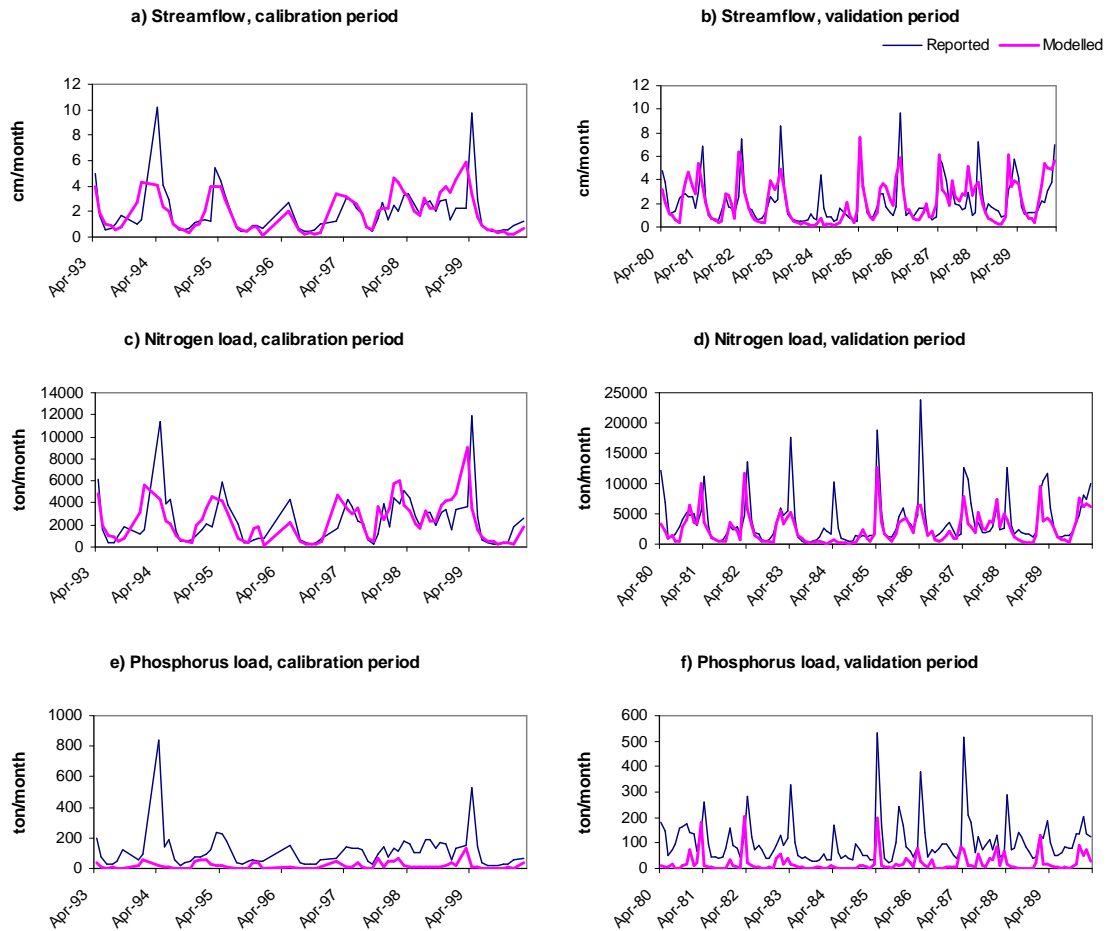 a) Streamflow, calibration period
b) Streamflow, validation period
Reported
Modelled
cm/month
12
10
8
6
4
2
0
Apr-93
Apr-94
Apr-95
Apr-96
Apr-97
Apr-98
Apr-99
cm/month
12
10
8
6
4
2
0
Apr-80
Apr-81
Apr-82
Apr-83
Apr-84
Apr-85
Apr-86
Apr-87
Apr-88
Apr-89
c) Nitrogen load, calibration period
d) Nitrogen load, validation period
ton/month
14000
12000
10000
8000
6000
4000
2000
0
Apr-93
Apr-94
Apr-95
Apr-96
Apr-97
Apr-98
Apr-99
ton/month
25000
20000
15000
10000
5000
0
Apr-80
Apr-81
Apr-82
Apr-83
Apr-84
Apr-85
Apr-86
Apr-87
Apr-88
Apr-89
e) Phosphorus load, calibration period
f) Phosphorus load, validation period
ton/month
1000
800
600
400
200
0
Apr-93
Apr-94
Apr-95
Apr-96
Apr-97
Apr-98
Apr-99
ton/month
600
500
400
300
200
100
0
Apr-80
Apr-81
Apr-82
Apr-83
Apr-84
Apr-85
Apr-86
Apr-87
Apr-88
Apr-89